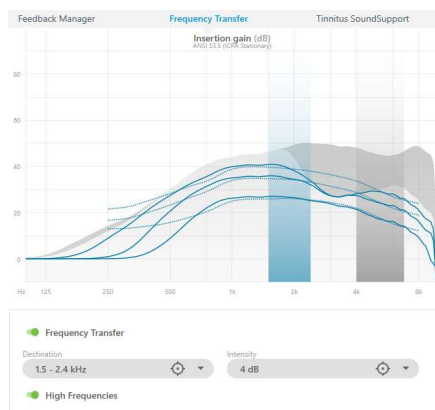 Feedback Manager Frequency Transfer Tinnitus SoundSupport
Insertion gain (dB)
ANSI S3.5 (ICRA Stationary)
80
60
40
20
0
Hz 125 250 500 1k 2k 4k 8k
Frequency Transfer
Destination Intensity
1.5 - 2.4 kHz 4 dB
High Frequencies